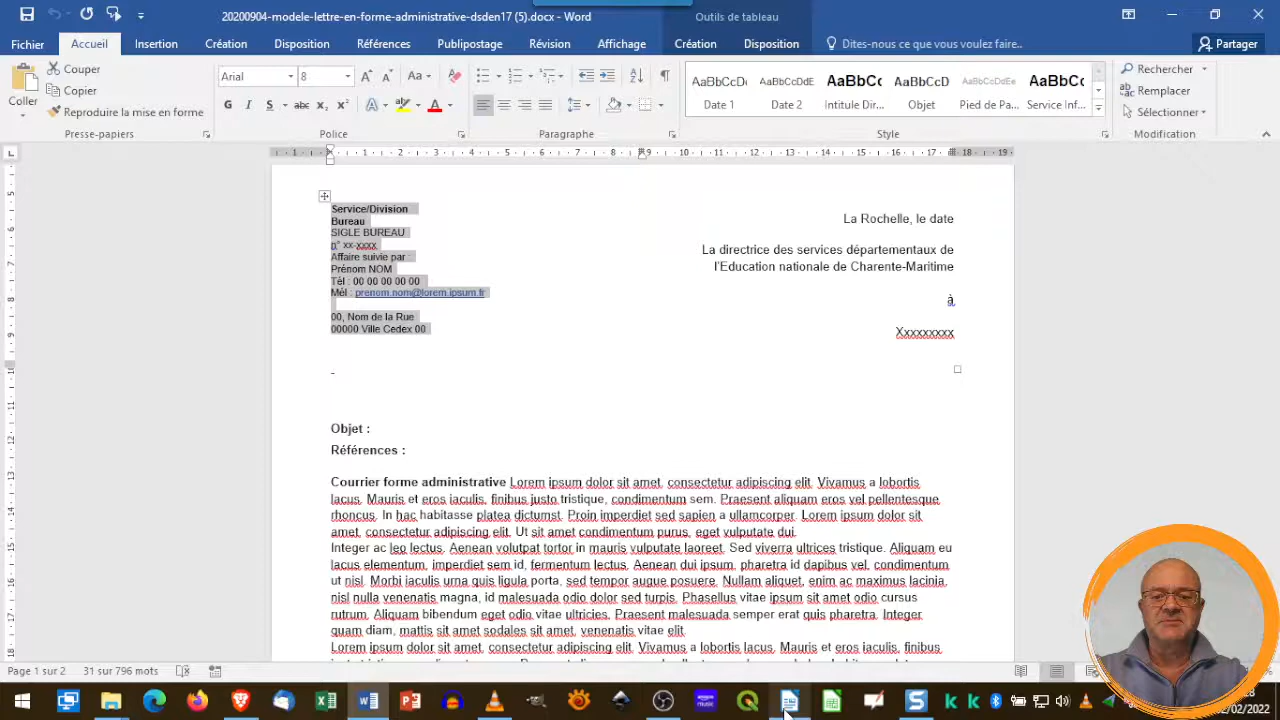 20200904-modele-lettre-en-forme-administrative-dsden17 (5).docx - Word
Outils de tableau
Fichier Accueil Insertion Création Disposition Références Publipostage Révision Affichage Création Disposition Dites-nous ce que vous voulez faire.. Partager
Coller
Couper
Copier
Reproduire la mise en forme
Presse-papiers
Arial 8
G I S abc x₂ x²
Police
Paragraphe
AaBbCcDc AaBbCcDdE AaBbCc AaBbCcD AaBbCcDdEe AaBbCc
Date 1 Date 2 Intitule Dir... Objet Pied de Pa... Service Inf...
Style
Rechercher
Remplacer
Sélectionner
Modification
Service/Division
Bureau
SIGLE BUREAU
n° xx-xxxx
Affaire suivie par :
Prénom NOM
Tél : 00 00 00 00 00
Mél : prenom.nom@lorem.ipsum.fr
00, Nom de la Rue
00000 Ville Cedex 00
La Rochelle, le date
La directrice des services départementaux de
l'Education nationale de Charente-Maritime
à
Xxxxxxxxx
Objet :
Références :
Courrier forme administrative Lorem ipsum dolor sit amet, consectetur adipiscing elit. Vivamus a lobortis
lacus. Mauris et eros iaculis, finibus justo tristique, condimentum sem. Praesent aliquam eros vel pellentesque
rhoncus. In hac habitasse platea dictumst. Proin imperdiet sed sapien a ullamcorper. Lorem ipsum dolor sit
amet, consectetur adipiscing elit. Ut sit amet condimentum purus, eget vulputate dui.
Integer ac leo lectus. Aenean volutpat tortor in mauris vulputate laoreet. Sed viverra ultrices tristique. Aliquam eu
lacus elementum, imperdiet sem id, fermentum lectus. Aenean dui ipsum, pharetra id dapibus vel, condimentum
ut nisl. Morbi iaculis urna quis ligula porta, sed tempor augue posuere. Nullam aliquet, enim ac maximus lacinia,
nisl nulla venenatis magna, id malesuada odio dolor sed turpis. Phasellus vitae ipsum sit amet odio cursus
rutrum. Aliquam bibendum eget odio vitae ultricies. Praesent malesuada semper erat quis pharetra. Integer
quam diam, mattis sit amet sodales sit amet, venenatis vitae elit.
Lorem ipsum dolor sit amet, consectetur adipiscing elit. Vivamus a lobortis lacus. Mauris et eros iaculis, finibus
Page 1 sur 2 31 sur 796 mots
/02/2022